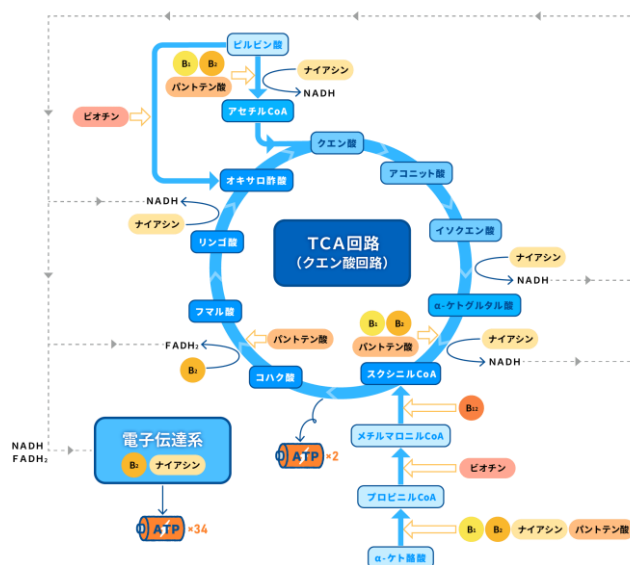 ピルビン酸
B₁
B₂
パントテン酸
ナイアシン
NADH
アセチルCoA
ビオチン
クエン酸
アコニット酸
オキサロ酢酸
NADH
ナイアシン
リンゴ酸
TCA回路
(クエン酸回路)
イソクエン酸
ナイアシン
NADH
α-ケトグルタル酸
フマル酸
B₁
B₂
パントテン酸
ナイアシン
NADH
パントテン酸
FADH₂
B₂
コハク酸
スクシニルCoA
B₁₂
メチルマロニルCoA
ATP ×2
ビオチン
プロピニルCoA
B₁
B₂
ナイアシン
パントテン酸
α-ケト酪酸
NADH
FADH₂
電子伝達系
B₂
ナイアシン
ATP ×34